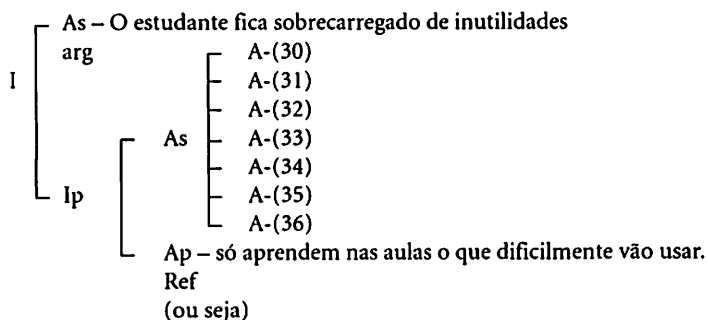 As – O estudante fica sobrecarregado de inutilidades
arg
A-(30)
I
A-(31)
A-(32)
As
A-(33)
A-(34)
A-(35)
Ip
A-(36)
Ap – só aprendem nas aulas o que dificilmente vão usar.
Ref
(ou seja)